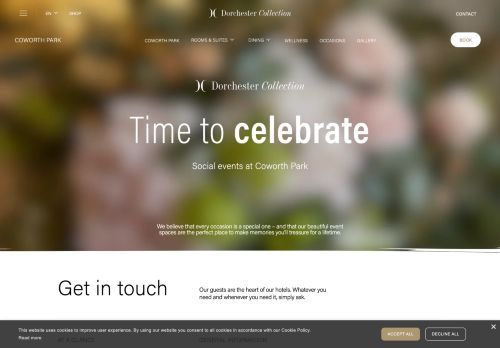 EN SHOP
Dorchester Collection
CONTACT
COWORTH PARK
COWORTH PARK ROOMS & SUITES DINING WELLNESS OCCASIONS GALLERY
BOOK
Dorchester Collection
Time to celebrate
Social events at Coworth Park
We believe that every occasion is a special one – and that our beautiful event
spaces are the perfect place to make memories you'll treasure for a lifetime.
Get in touch
Our guests are the heart of our hotels. Whatever you
need and whenever you need it, simply ask.
This website uses cookies to improve user experience. By using our website you consent to all cookies in accordance with our Cookie Policy.
Read more
ACCEPT ALL
DECLINE ALL
AT A GLANCE
GENERAL INFORMATION